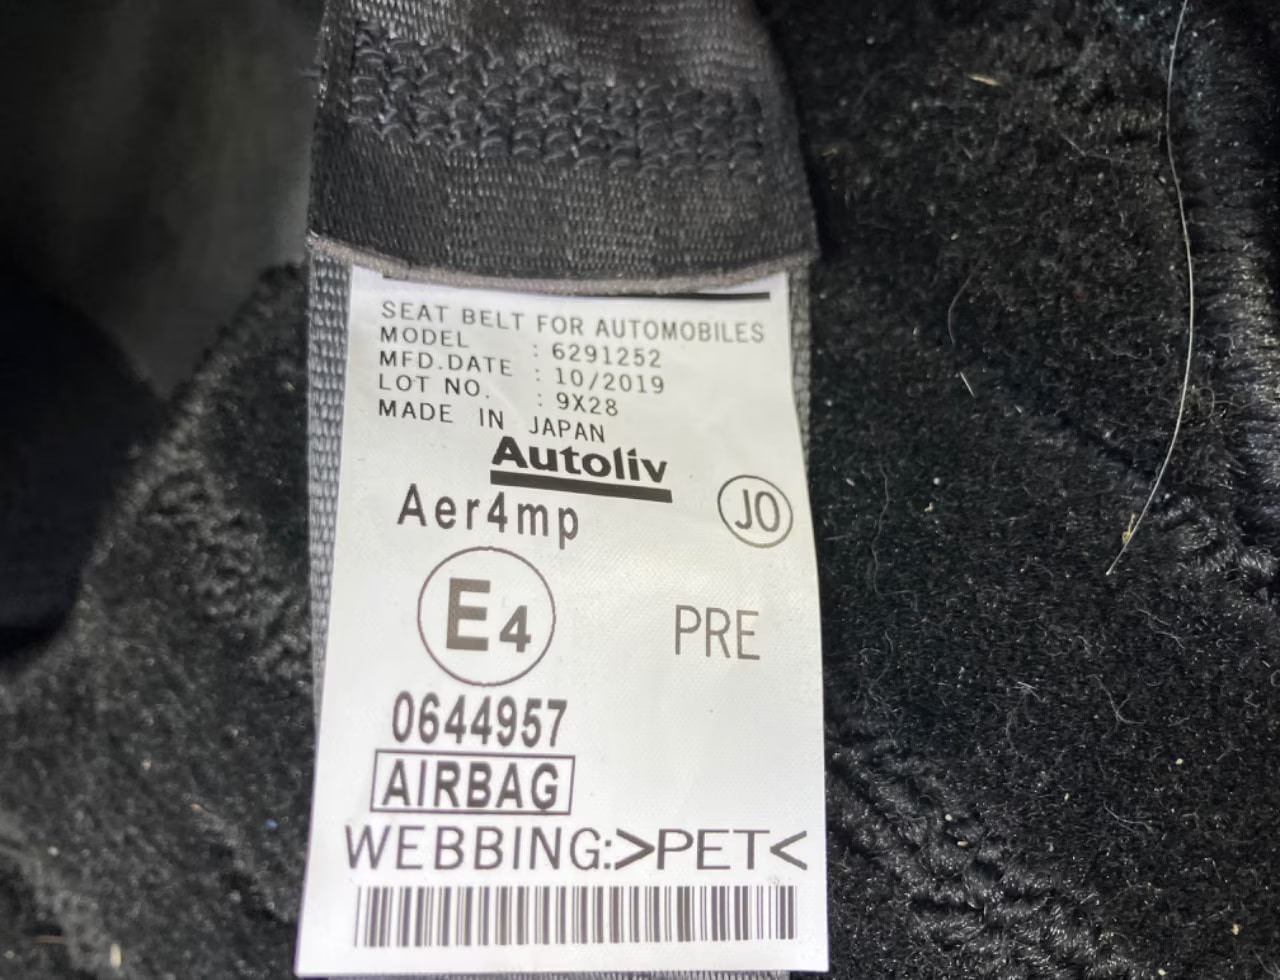 SEAT BELT FOR AUTOMOBILES
MODEL : 6291252
MFD.DATE : 10/2019
LOT NO. : 9X28
MADE IN JAPAN
Autoliv
Aer4mp JO
E4 PRE
0644957
AIRBAG
WEBBING:>PET<